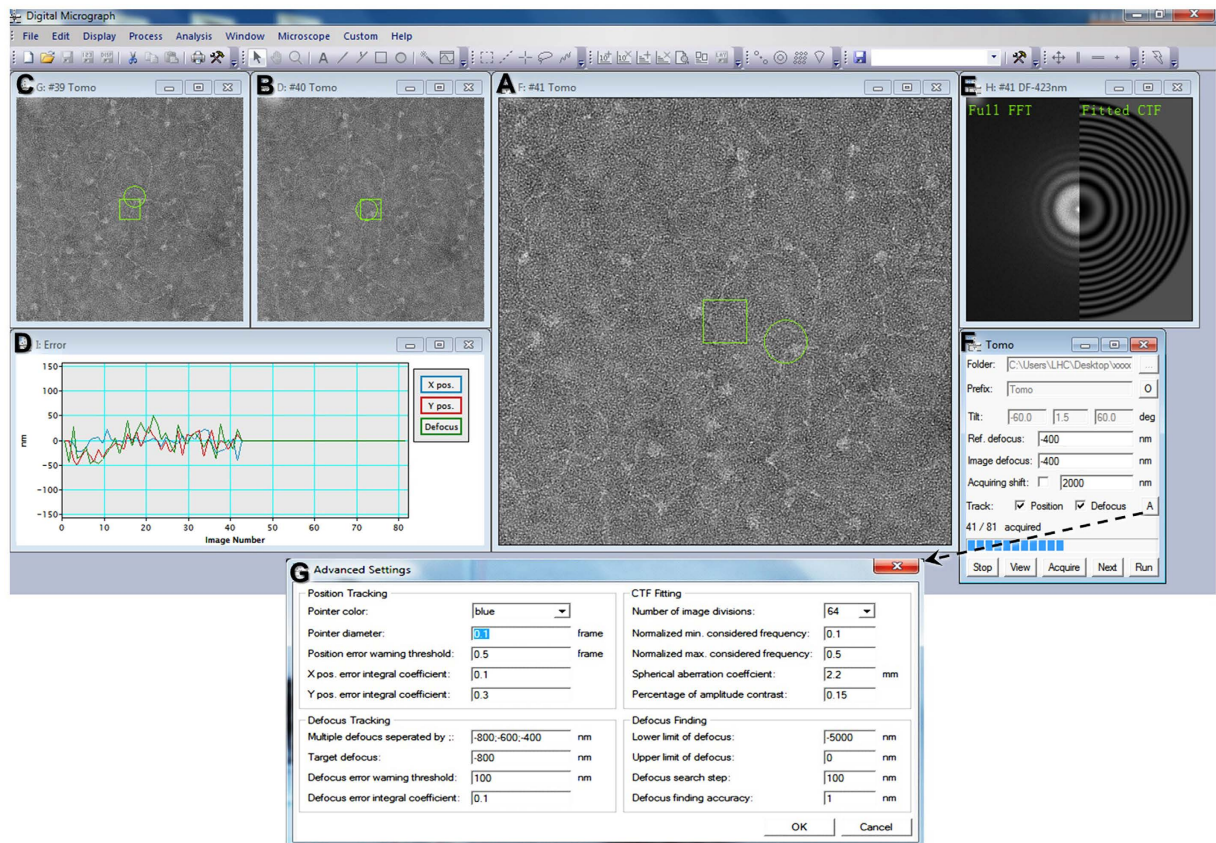 Digital Micrograph
File Edit Display Process Analysis Window Microscope Custom Help
C G: #39 Tomo
B D: #40 Tomo
A F: #41 Tomo
E H: #41 DF-423nm
Full FFT Fitted CTF
D I: Error
150
100
50
0
-50
-100
-150
nm
0 10 20 30 40 50 60 70 80
Image Number
X pos.
Y pos.
Defocus
F Tomo
Folder: C:\Users\LHC\Desktop\xxxx ...
Prefix: Tomo O
Tilt: -60.0 1.5 60.0 deg
Ref. defocus: -400 nm
Image defocus: -400 nm
Acquiring shift: 2000 nm
Track: Position Defocus A
41 / 81 acquired
Stop View Acquire Next Run
G Advanced Settings
Position Tracking
Pointer color: blue
Pointer diameter: 0.1 frame
Position error warning threshold: 0.5 frame
X pos. error integral coefficient: 0.1
Y pos. error integral coefficient: 0.3
CTF Fitting
Number of image divisions: 64
Normalized min. considered frequency: 0.1
Normalized max. considered frequency: 0.5
Spherical aberration coeffcient: 2.2 mm
Percentage of amplitude contrast: 0.15
Defocus Tracking
Multiple defoucs seperated by ;: -800;-600;-400 nm
Target defocus: -800 nm
Defocus error warning threshold: 100 nm
Defocus error integral coefficient: 0.1
Defocus Finding
Lower limit of defocus: -5000 nm
Upper limit of defocus: 0 nm
Defocus search step: 100 nm
Defocus finding accuracy: 1 nm
OK Cancel